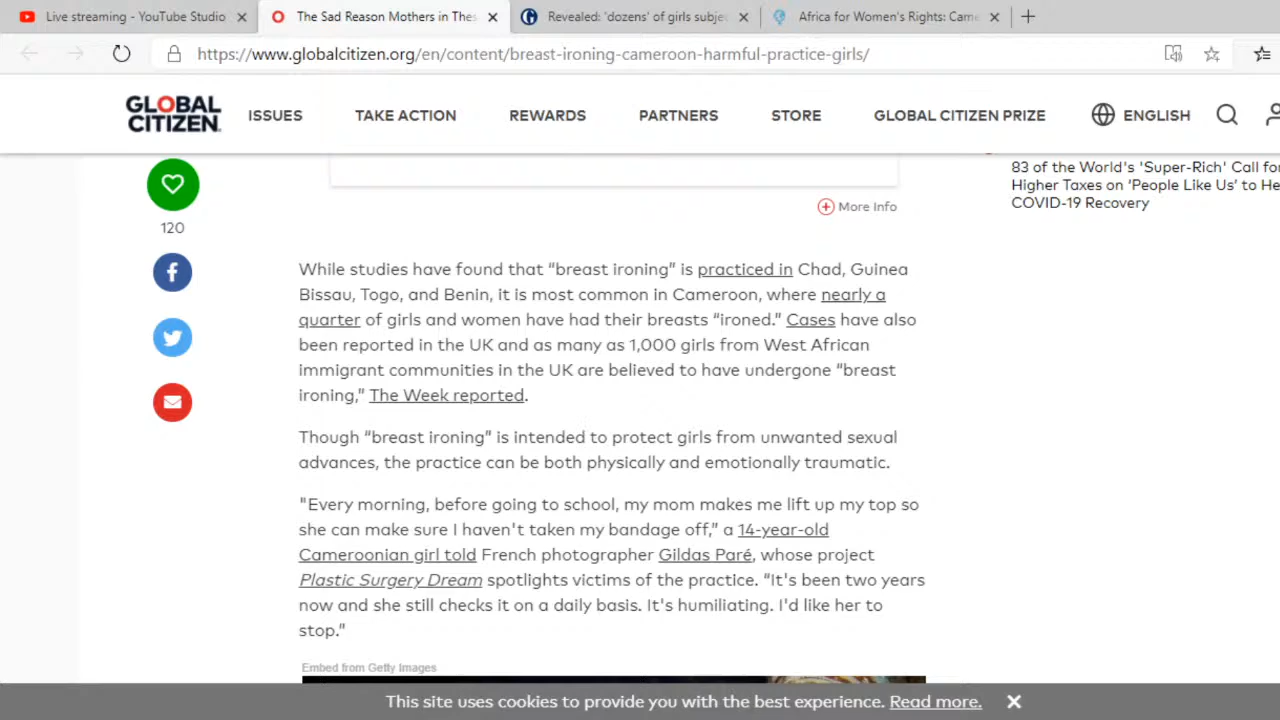 Live streaming - YouTube Studio
The Sad Reason Mothers in Thes
Revealed: 'dozens' of girls subje
Africa for Women's Rights: Came
https://www.globalcitizen.org/en/content/breast-ironing-cameroon-harmful-practice-girls/
GLOBAL
CITIZEN.
ISSUES
TAKE ACTION
REWARDS
PARTNERS
STORE
GLOBAL CITIZEN PRIZE
ENGLISH
83 of the World's 'Super-Rich' Call fo
Higher Taxes on ‘People Like Us’ to He
COVID-19 Recovery
120
More Info
While studies have found that “breast ironing” is practiced in Chad, Guinea
Bissau, Togo, and Benin, it is most common in Cameroon, where nearly a
quarter of girls and women have had their breasts “ironed.” Cases have also
been reported in the UK and as many as 1,000 girls from West African
immigrant communities in the UK are believed to have undergone “breast
ironing,” The Week reported.
Though “breast ironing” is intended to protect girls from unwanted sexual
advances, the practice can be both physically and emotionally traumatic.
"Every morning, before going to school, my mom makes me lift up my top so
she can make sure I haven't taken my bandage off,” a 14-year-old
Cameroonian girl told French photographer Gildas Paré, whose project
Plastic Surgery Dream spotlights victims of the practice. “It's been two years
now and she still checks it on a daily basis. It's humiliating. I'd like her to
stop.”
Embed from Getty Images
This site uses cookies to provide you with the best experience. Read more.